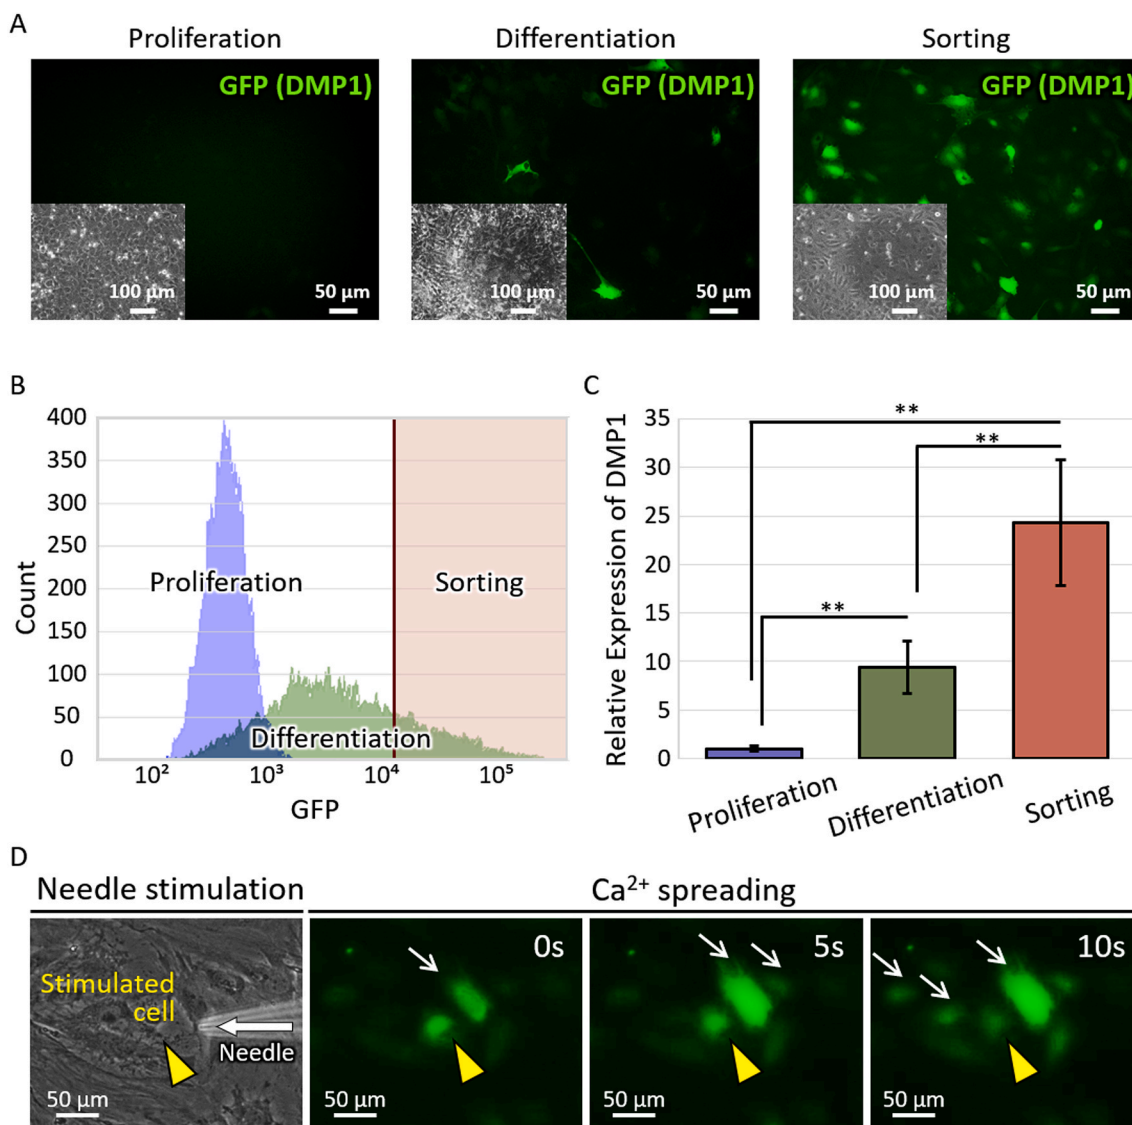 A
Proliferation
Differentiation
Sorting
GFP (DMP1)
100 μm
50 μm
GFP (DMP1)
100 μm
50 μm
GFP (DMP1)
100 μm
50 μm
B
400
350
300
250
200
150
100
50
0
Count
Proliferation
Sorting
Differentiation
10²
10³
10⁴
10⁵
GFP
C
35
30
25
20
15
10
5
0
Relative Expression of DMP1
**
**
**
Proliferation
Differentiation
Sorting
D
Needle stimulation
Ca²⁺ spreading
Stimulated
cell
Needle
50 μm
0s
50 μm
5s
50 μm
10s
50 μm